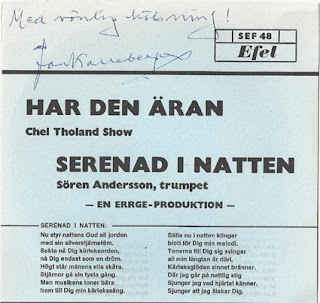 Med vänlig hälsning!
SEF 48
Efel
HAR DEN ÄRAN
Chel Tholand Show
SERENAD I NATTEN
Sören Andersson, trumpet
— EN ERRGE-PRODUKTION —
SERENAD I NATTEN:
Nu styr nattens Gud all jorden
med sin silverstjärnetöm.
Sakta nå Dig kärleksorden,
nå Dig endast som en dröm.
Högt står månens vita skära.
Stjärnor gå sin tysta gång.
Men musikens toner bära
fram till Dig min kärlekssång.
Stilla nu i natten klingar
blott för Dig min melodi.
Tonerna till Dig sig svingar
all min längtan är däri.
Kärleksglöden sinnet bränner.
Där jag går på nattlig stig
Sjunger jag vad hjärtat känner.
Sjunger att jag älskar Dig.